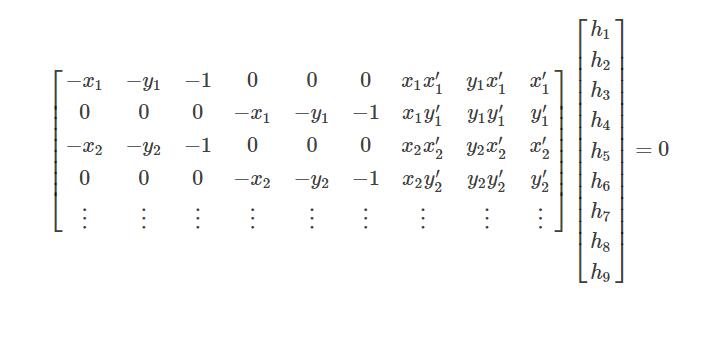 [ −x₁ −y₁ −1 0 0 0 x₁x′₁ y₁x′₁ x′₁ ] [ h₁ ]
[ 0 0 0 −x₁ −y₁ −1 x₁y′₁ y₁y′₁ y′₁ ] [ h₂ ]
[ −x₂ −y₂ −1 0 0 0 x₂x′₂ y₂x′₂ x′₂ ] [ h₃ ]
[ 0 0 0 −x₂ −y₂ −1 x₂y′₂ y₂y′₂ y′₂ ] [ h₄ ]
[ ⋮ ⋮ ⋮ ⋮ ⋮ ⋮ ⋮ ⋮ ⋮ ] [ h₅ ] = 0
[ h₆ ]
[ h₇ ]
[ h₈ ]
[ h₉ ]